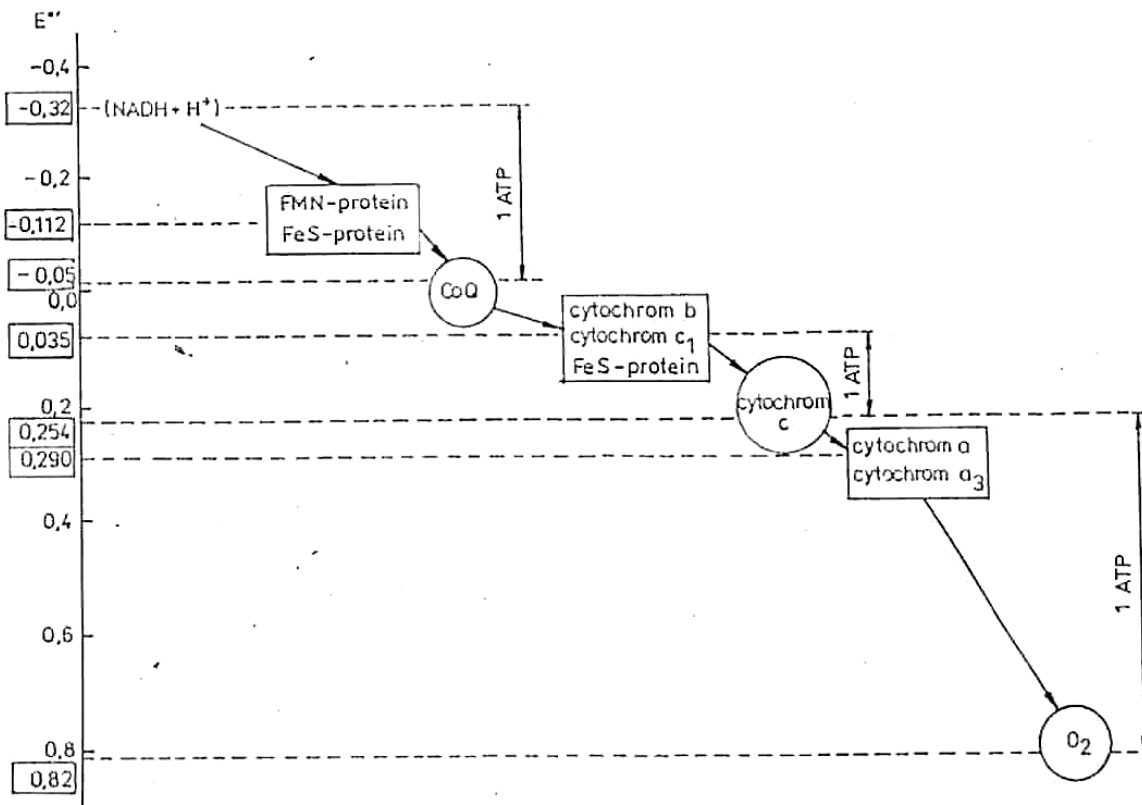 E°'
-0,4
-0,32
(NADH + H⁺)
-0,2
1 ATP
FMN-protein
-0,112
FeS-protein
-0,05
CoQ
0,0
cytochrom b
0,035
cytochrom c₁
FeS-protein
1 ATP
0,2
cytochrom
c
0,254
cytochrom a
0,290
cytochrom a₃
0,4
1 ATP
0,6
0,8
O₂
0,82